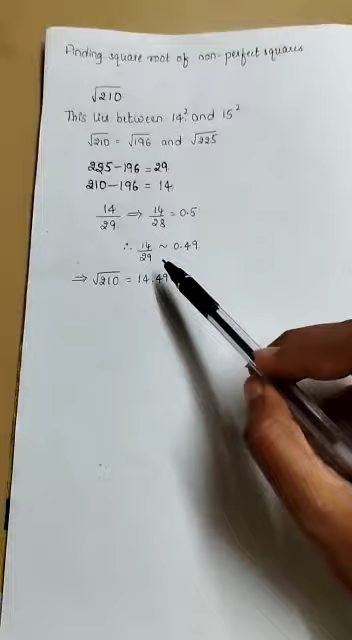 Finding square root of non-perfect squares
√210
This lies between 14² and 15²
√210 = √196 and √225
225-196 = 29
210-196 = 14
14/29 ⇒ 14/28 = 0.5
∴ 14/29 ~ 0.49
⇒ √210 = 14.49